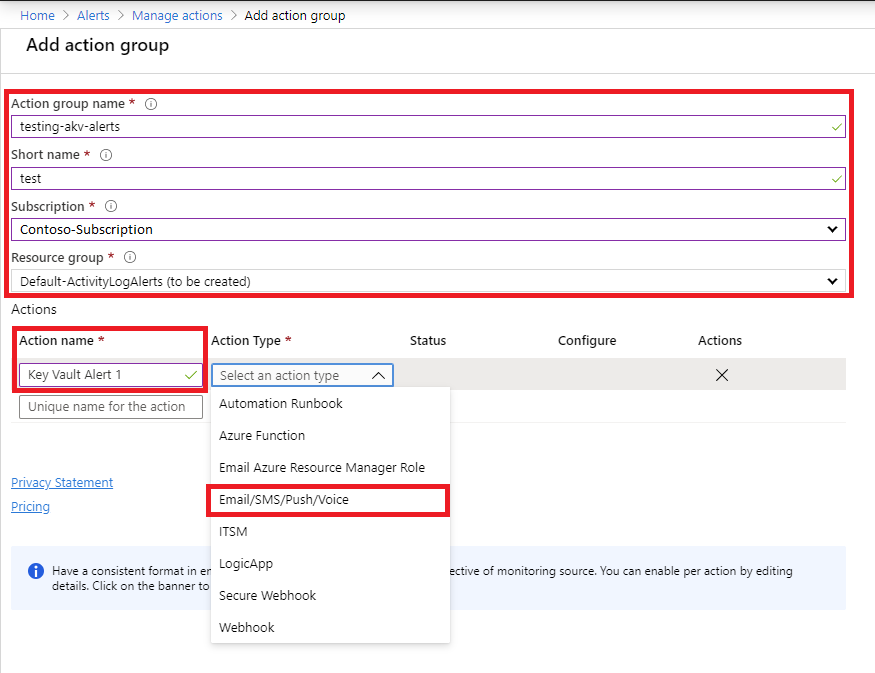 Home > Alerts > Manage actions > Add action group
Add action group
Action group name *
testing-akv-alerts
Short name *
test
Subscription *
Contoso-Subscription
Resource group *
Default-ActivityLogAlerts (to be created)
Actions
Action name * Action Type * Status Configure Actions
Key Vault Alert 1 Select an action type
Unique name for the action
Automation Runbook
Azure Function
Email Azure Resource Manager Role
Email/SMS/Push/Voice
ITSM
LogicApp
Secure Webhook
Webhook
Privacy Statement
Pricing
Have a consistent format in ective of monitoring source. You can enable per action by editing
details. Click on the banner to